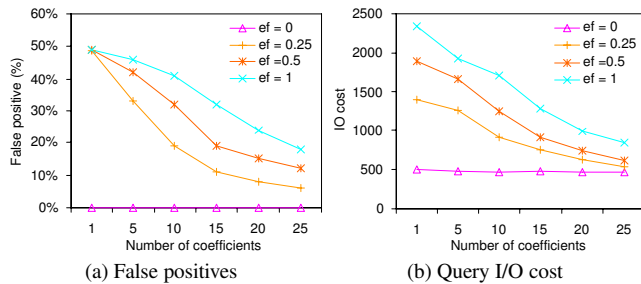 60%
50%
40%
30%
20%
10%
0%
False positive (%)
1 5 10 15 20 25
Number of coefficients
ef = 0
ef = 0.25
ef =0.5
ef = 1
(a) False positives
2500
2000
1500
1000
500
0
IO cost
1 5 10 15 20 25
Number of coefficients
ef = 0
ef = 0.25
ef =0.5
ef = 1
(b) Query I/O cost